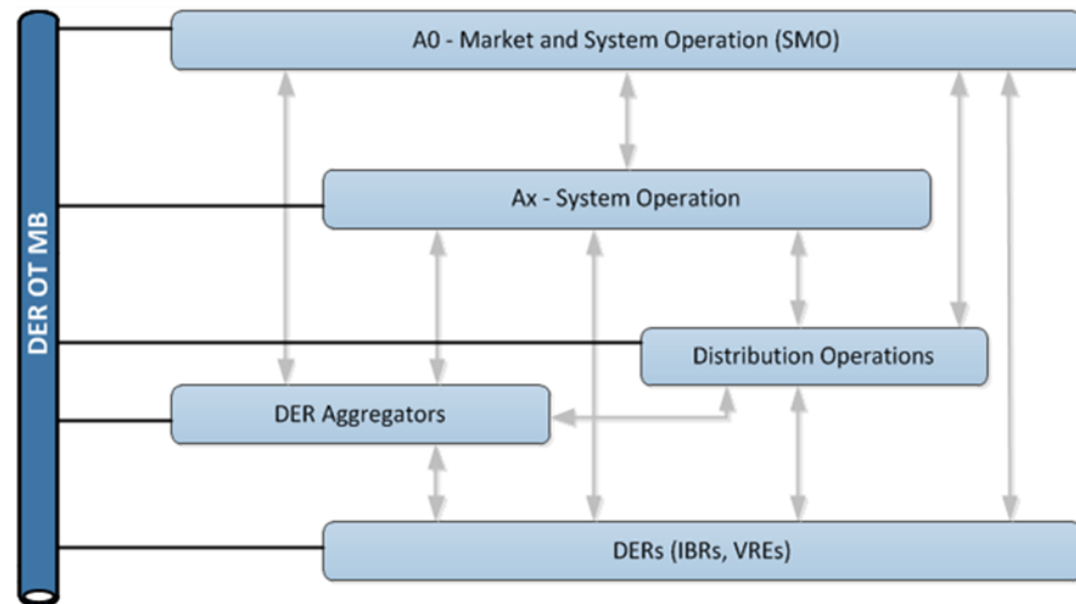 A0 - Market and System Operation (SMO)
Ax - System Operation
DER OT MB
Distribution Operations
DER Aggregators
DERs (IBRs, VREs)